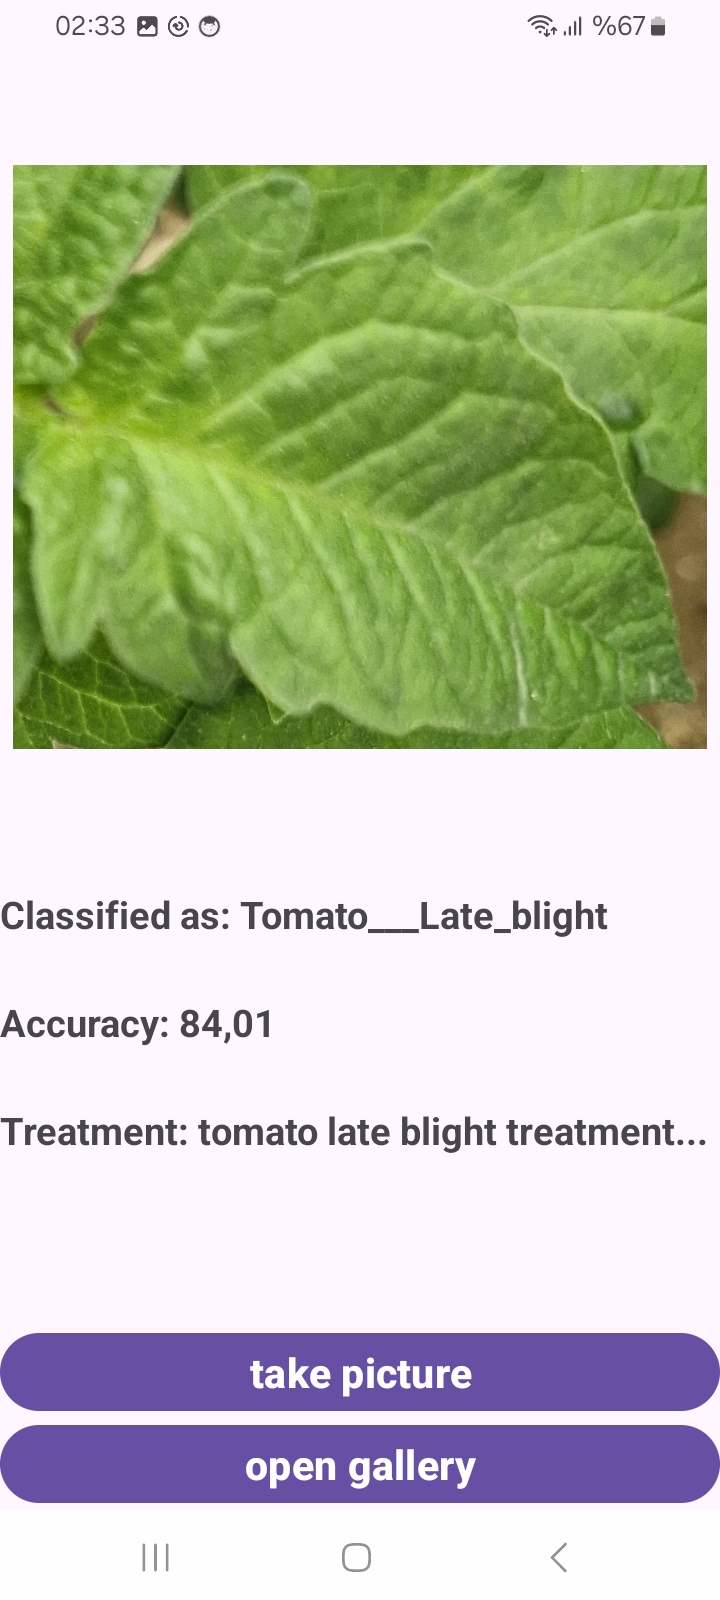 02:33 %67
Classified as: Tomato___Late_blight
Accuracy: 84,01
Treatment: tomato late blight treatment...
take picture
open gallery